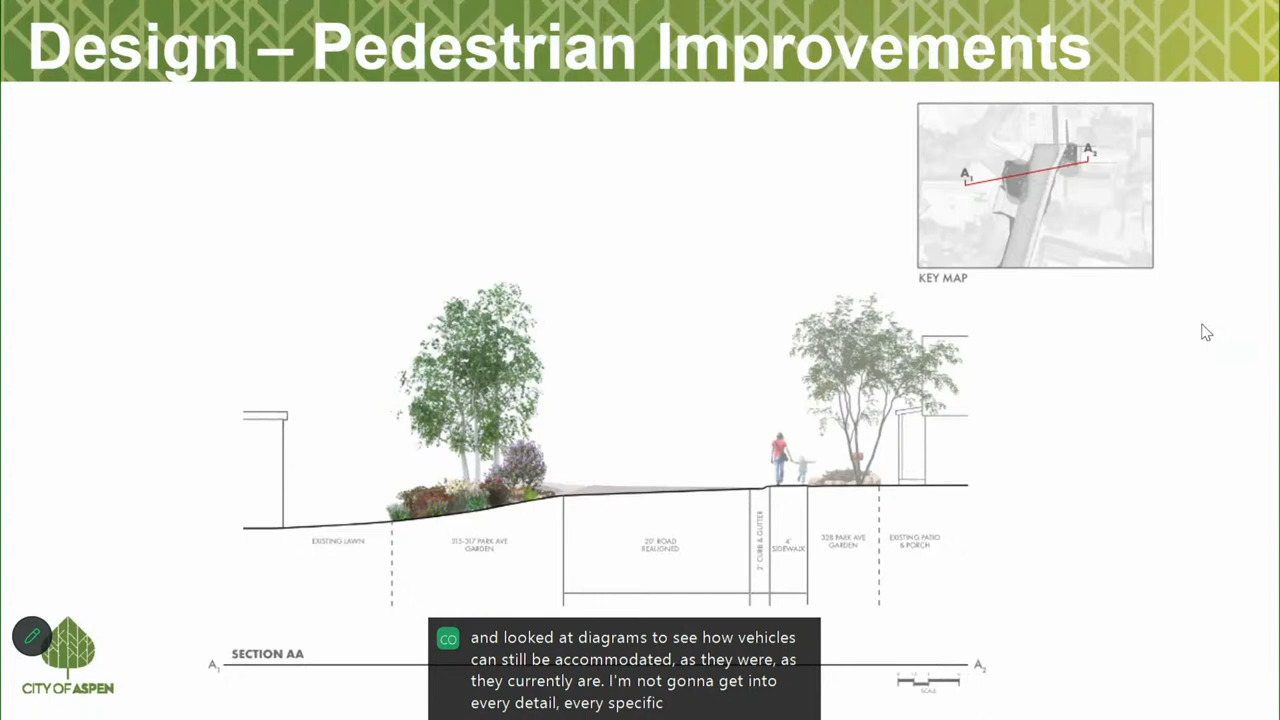 Design – Pedestrian Improvements
A1
A2
KEY MAP
EXISTING LAWN
315-317 PARK AVE
GARDEN
20' ROAD
REALIONED
2' CURB & GUTTER
4'
SIDEWALK
328 PARK AVE
GARDEN
EXISTING PATIO
& PORCH
SECTION AA
A1
A2
SCALE
CITY OF ASPEN
CO
and looked at diagrams to see how vehicles
can still be accommodated, as they were, as
they currently are. I'm not gonna get into
every detail, every specific